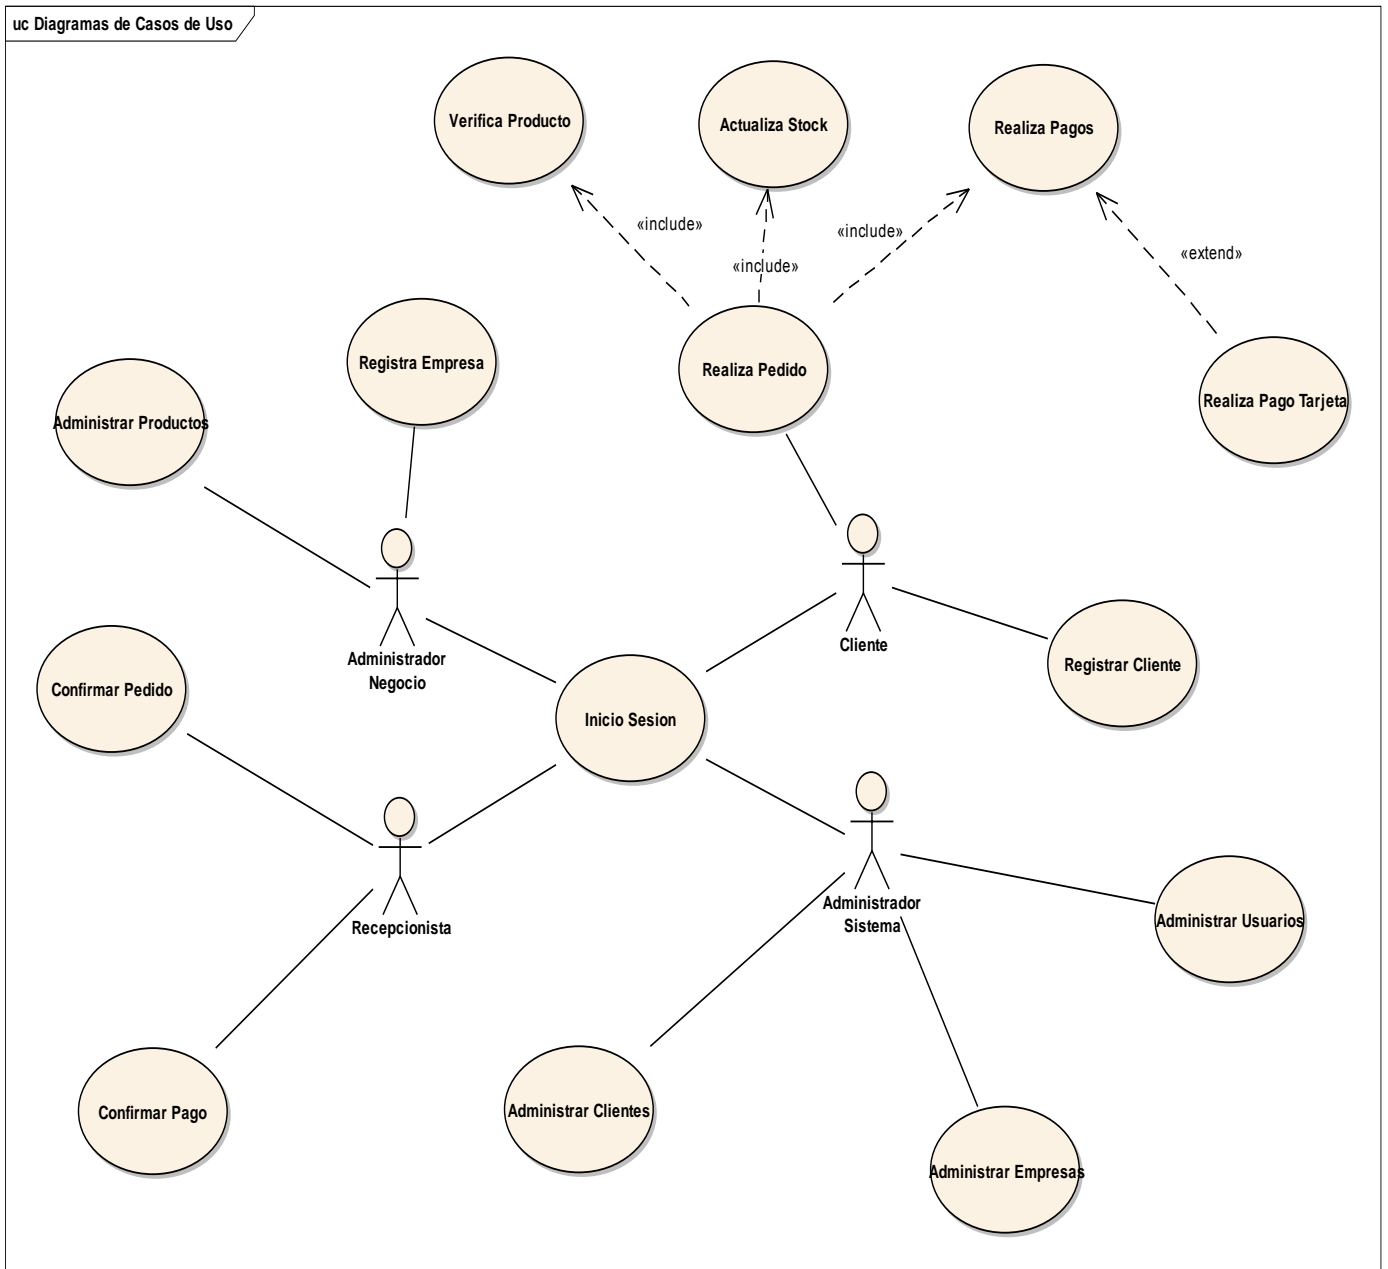 uc Diagramas de Casos de Uso
Verifica Producto
Actualiza Stock
Realiza Pagos
«include»
«include»
«include»
«extend»
Registra Empresa
Realiza Pedido
Administrar Productos
Realiza Pago Tarjeta
Cliente
Administrador
Negocio
Registrar Cliente
Confirmar Pedido
Inicio Sesion
Recepcionista
Administrador
Sistema
Administrar Usuarios
Confirmar Pago
Administrar Clientes
Administrar Empresas